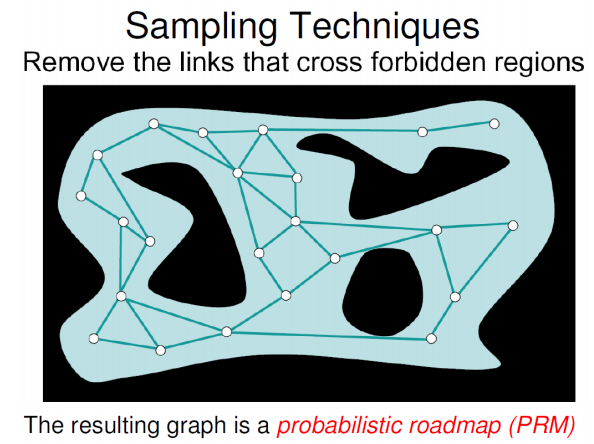 Sampling Techniques
Remove the links that cross forbidden regions
The resulting graph is a probabilistic roadmap (PRM)